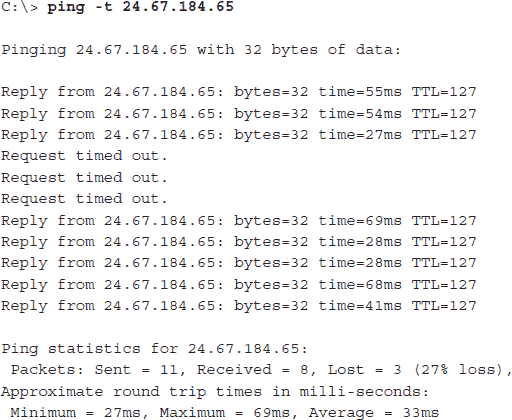 C:\> ping -t 24.67.184.65
Pinging 24.67.184.65 with 32 bytes of data:
Reply from 24.67.184.65: bytes=32 time=55ms TTL=127
Reply from 24.67.184.65: bytes=32 time=54ms TTL=127
Reply from 24.67.184.65: bytes=32 time=27ms TTL=127
Request timed out.
Request timed out.
Request timed out.
Reply from 24.67.184.65: bytes=32 time=69ms TTL=127
Reply from 24.67.184.65: bytes=32 time=28ms TTL=127
Reply from 24.67.184.65: bytes=32 time=28ms TTL=127
Reply from 24.67.184.65: bytes=32 time=68ms TTL=127
Reply from 24.67.184.65: bytes=32 time=41ms TTL=127
Ping statistics for 24.67.184.65:
Packets: Sent = 11, Received = 8, Lost = 3 (27% loss),
Approximate round trip times in milli-seconds:
Minimum = 27ms, Maximum = 69ms, Average = 33ms